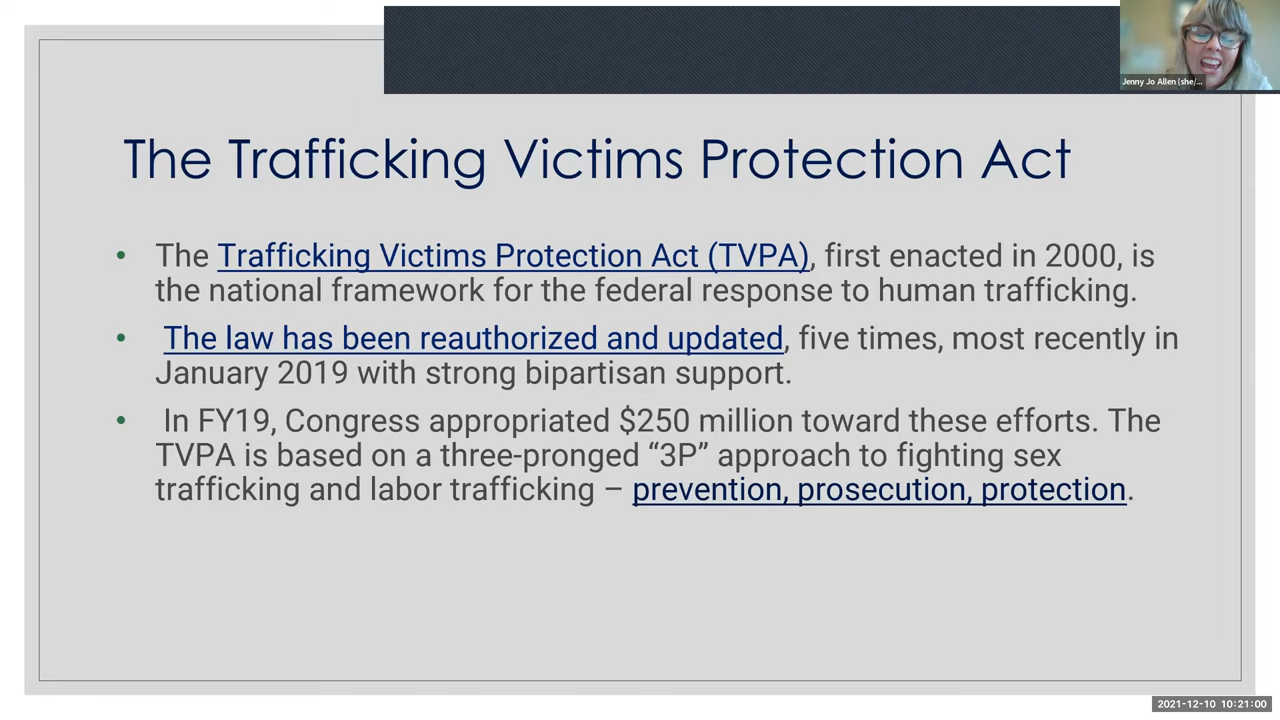 Jenny Jo Allen (she/...
The Trafficking Victims Protection Act
• The Trafficking Victims Protection Act (TVPA), first enacted in 2000, is
the national framework for the federal response to human trafficking.
• The law has been reauthorized and updated, five times, most recently in
January 2019 with strong bipartisan support.
• In FY19, Congress appropriated $250 million toward these efforts. The
TVPA is based on a three-pronged “3P” approach to fighting sex
trafficking and labor trafficking – prevention, prosecution, protection.
2021-12-10 10:21:00